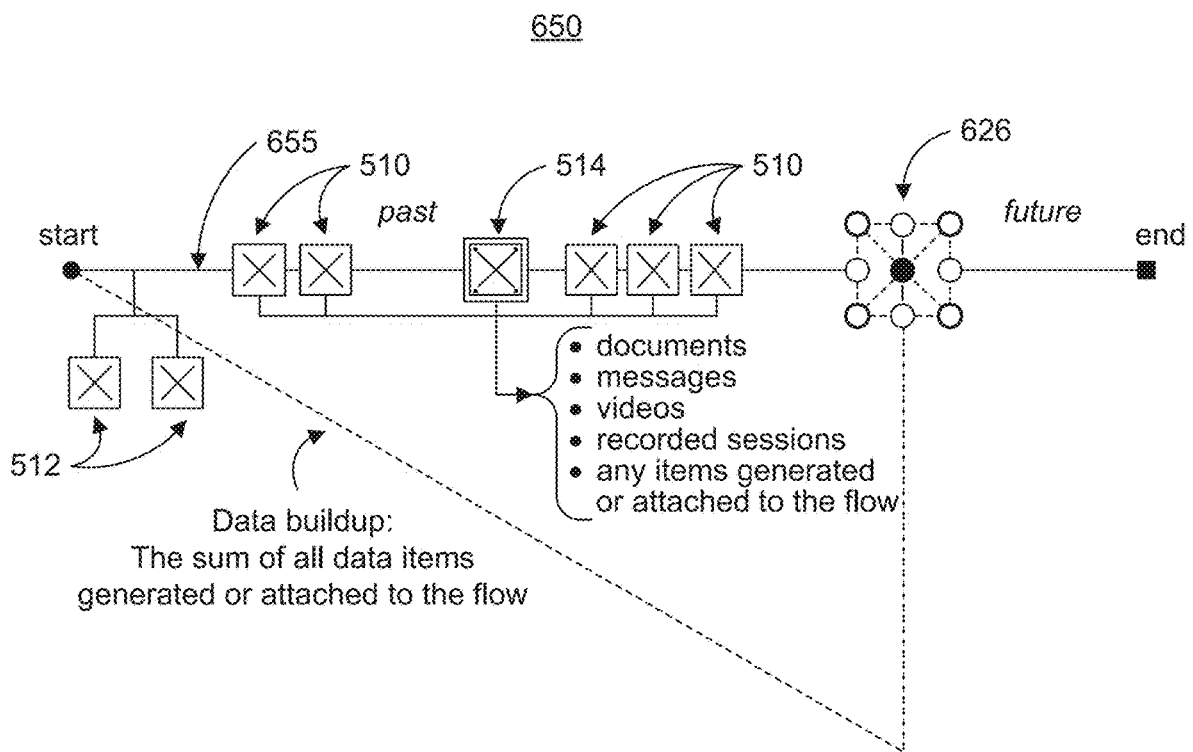 650
655
510
514
510
626
past
future
start
end
512
• documents
• messages
• videos
• recorded sessions
• any items generated
or attached to the flow
Data buildup:
The sum of all data items
generated or attached to the flow